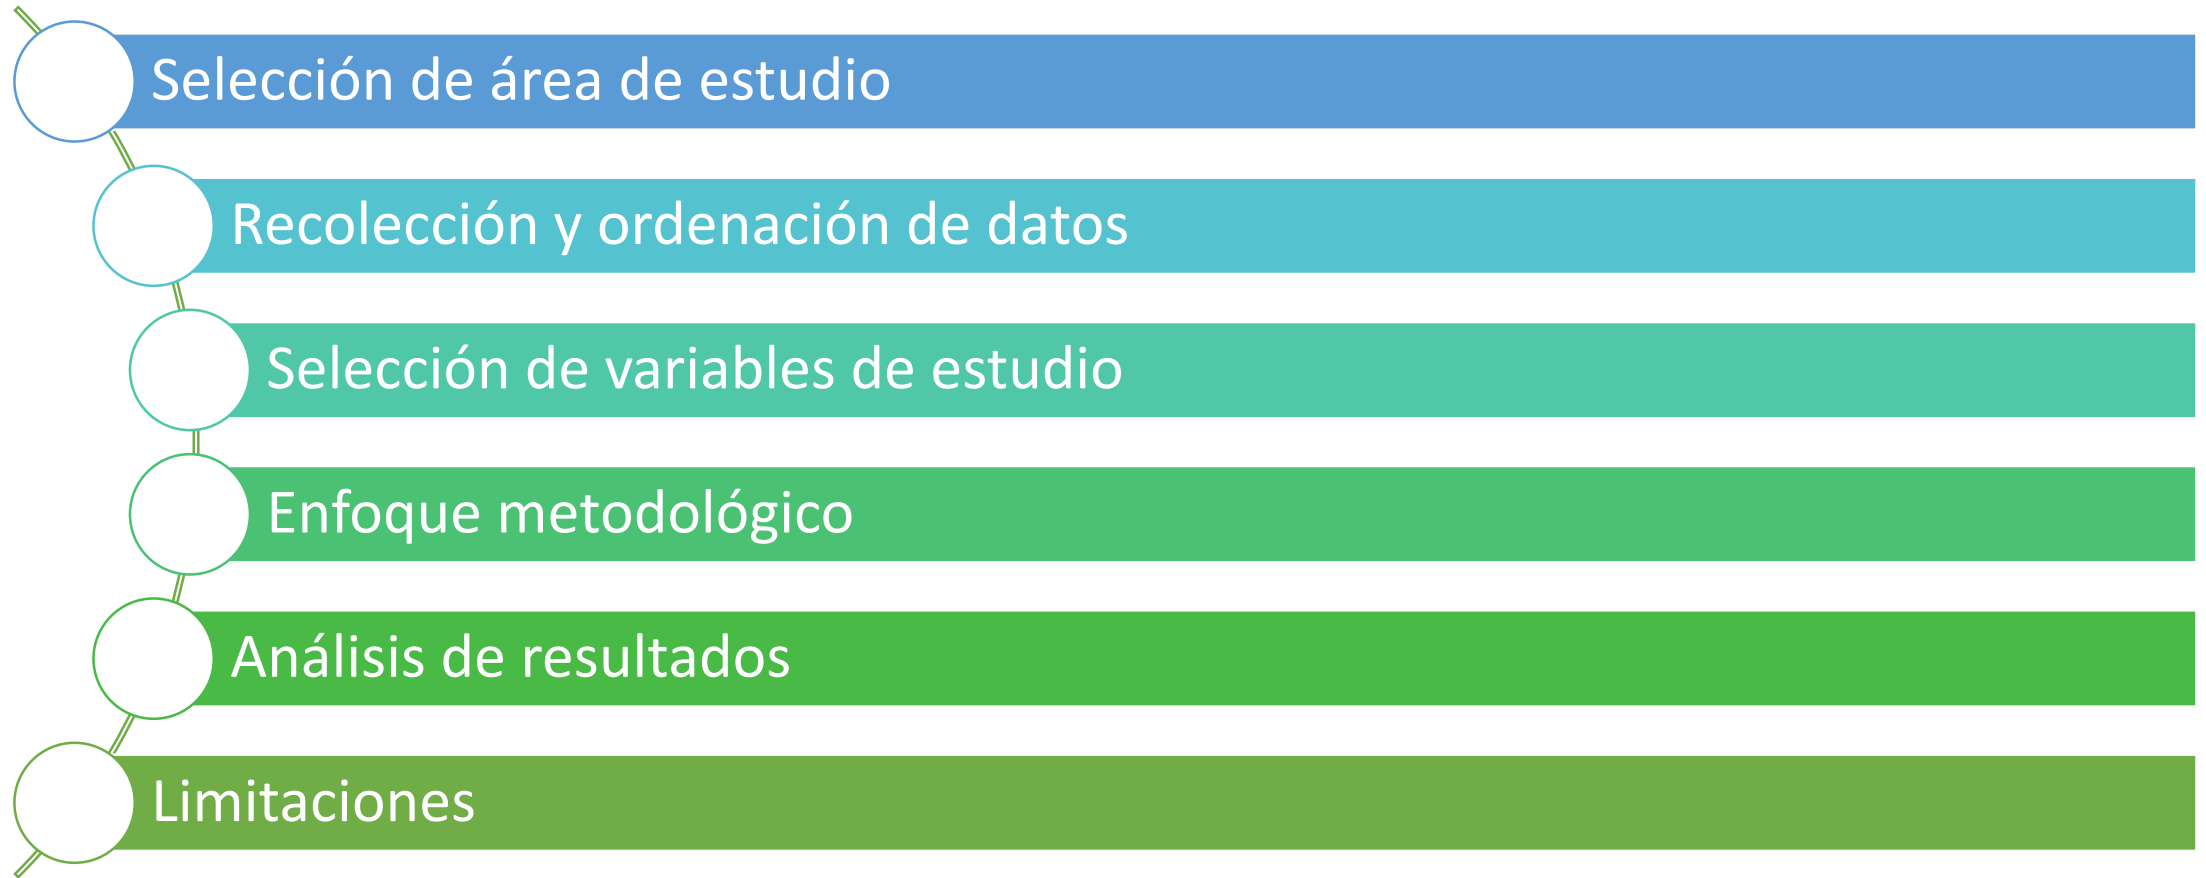 Selección de área de estudio
Recolección y ordenación de datos
Selección de variables de estudio
Enfoque metodológico
Análisis de resultados
Limitaciones